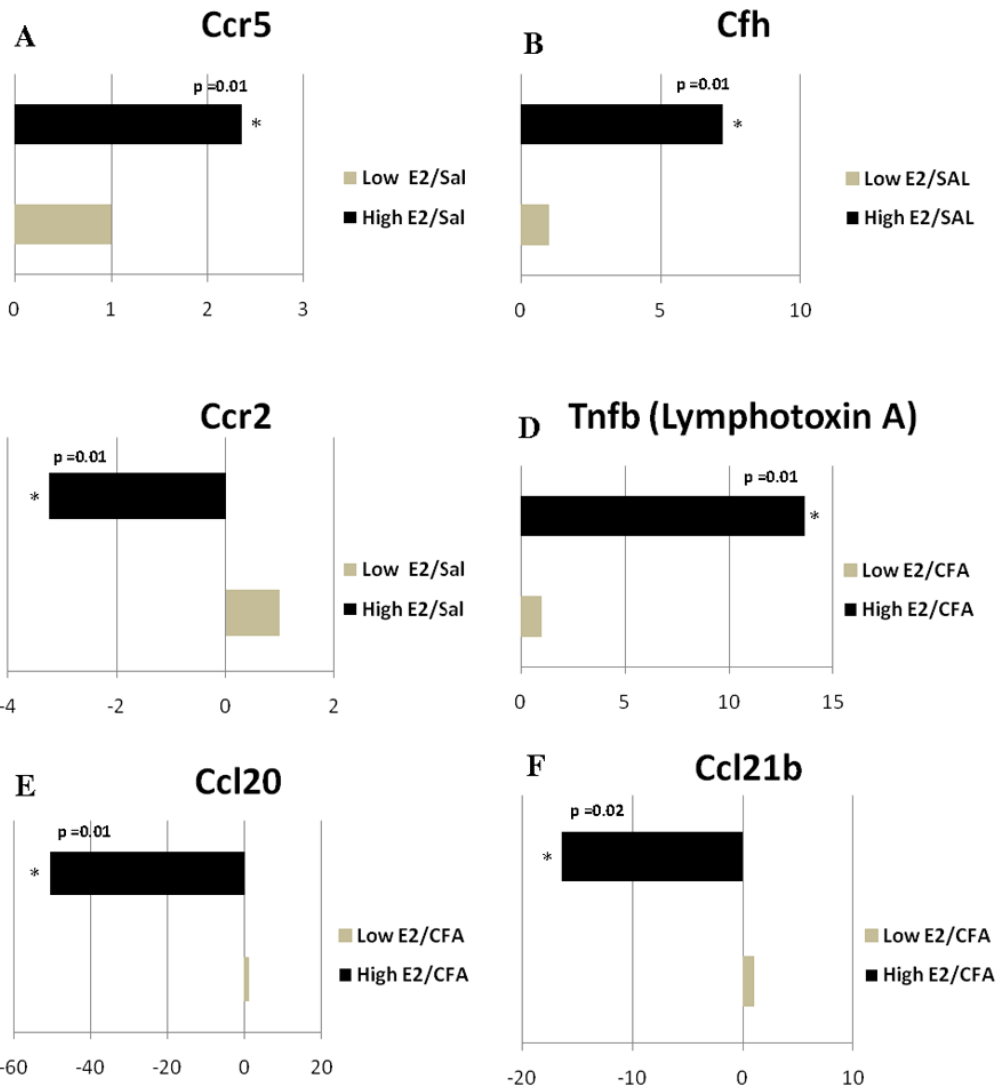 A
Ccr5
p =0.01
*
Low E2/Sal
High E2/Sal
0 1 2 3
B
Cfh
p =0.01
*
Low E2/SAL
High E2/SAL
0 5 10
Ccr2
p =0.01
*
Low E2/Sal
High E2/Sal
-4 -2 0 2
D
Tnfb (Lymphotoxin A)
p =0.01
*
Low E2/CFA
High E2/CFA
0 5 10 15
E
Ccl20
p =0.01
*
Low E2/CFA
High E2/CFA
-60 -40 -20 0 20
F
Ccl21b
p =0.02
*
Low E2/CFA
High E2/CFA
-20 -10 0 10